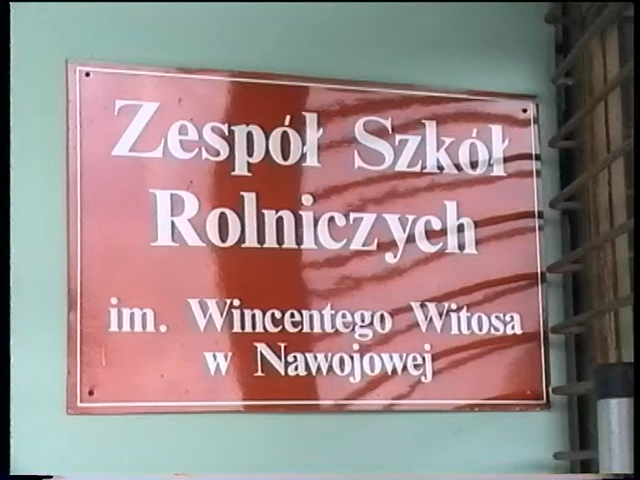 Zespół Szkół
Rolniczych
im. Wincentego Witosa
w Nawojowej